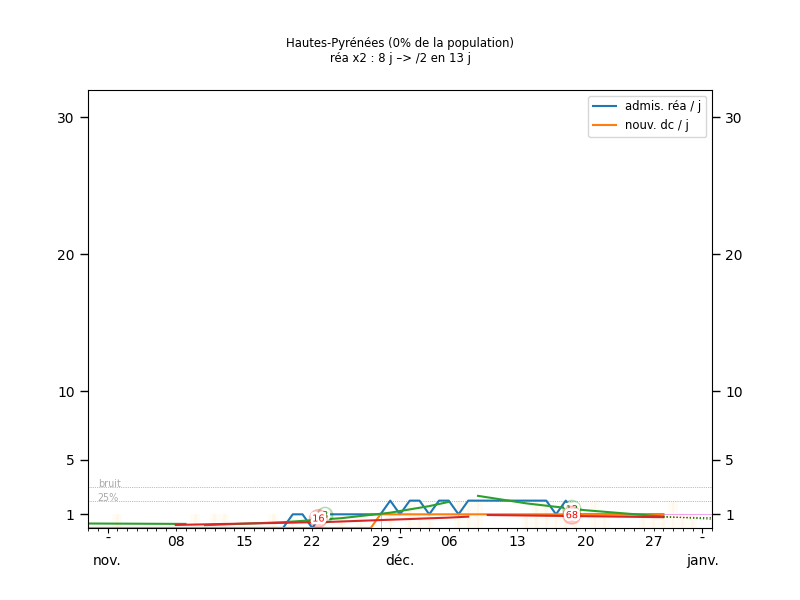 Hautes-Pyrénées (0% de la population)
réa x2 : 8 j –> /2 en 13 j
admis. réa / j
nouv. dc / j
30 30
20 20
10 10
5 5
bruit
25%
1 1
16
68
- 08 15 22 29 - 06 13 20 27 -
nov. déc. janv.